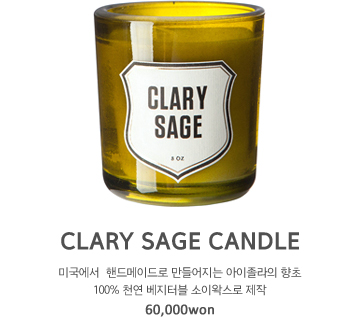 CLARY
SAGE
8 OZ
CLARY SAGE CANDLE
미국에서 핸드메이드로 만들어지는 아이졸라의 향초
100% 천연 베지터블 소이왁스로 제작
60,000won